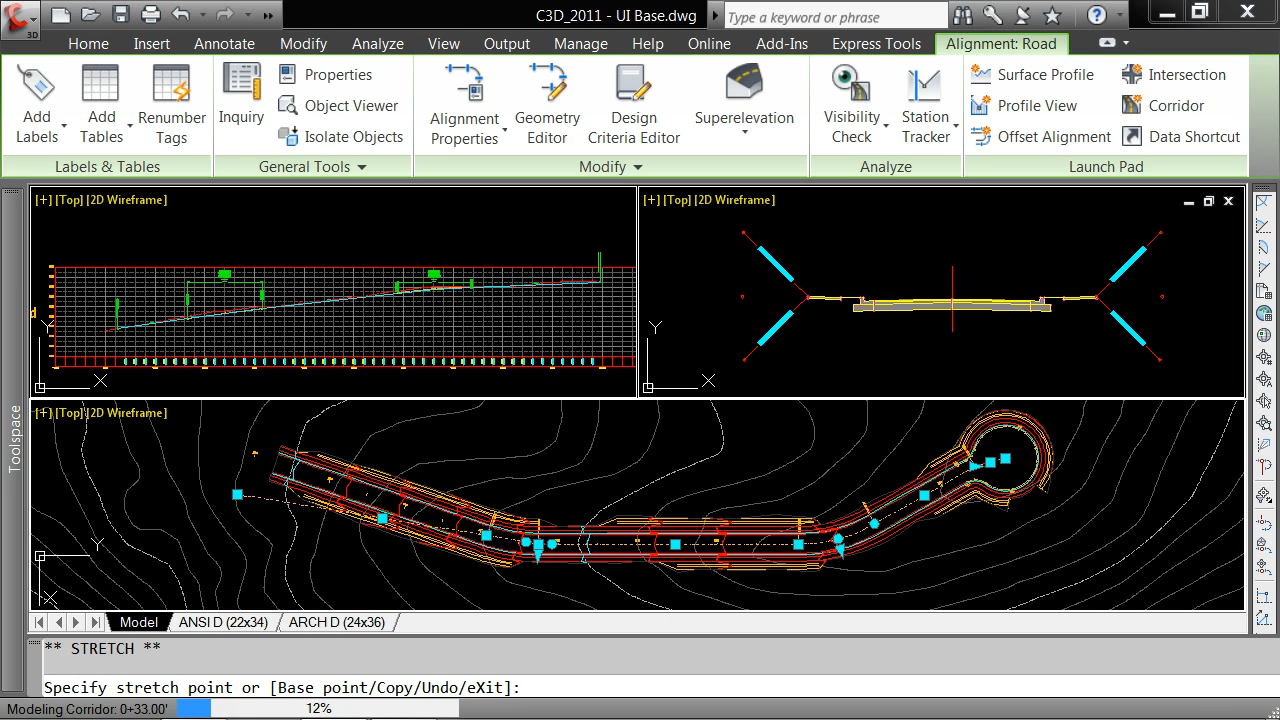 3D
C3D_2011 - UI Base.dwg
Type a keyword or phrase
Home Insert Annotate Modify Analyze View Output Manage Help Online Add-Ins Express Tools Alignment: Road
Add Labels
Add Tables
Renumber Tags
Labels & Tables
Inquiry
Properties
Object Viewer
Isolate Objects
General Tools
Alignment Properties
Geometry Editor
Design Criteria Editor
Superelevation
Modify
Visibility Check
Station Tracker
Analyze
Surface Profile
Profile View
Offset Alignment
Intersection
Corridor
Data Shortcut
Launch Pad
Toolspace
[+] [Top] [2D Wireframe]
Y
X
[+] [Top] [2D Wireframe]
Y
X
[+] [Top] [2D Wireframe]
Y
X
Model ANSI D (22x34) ARCH D (24x36)
** STRETCH **
Specify stretch point or [Base point/Copy/Undo/eXit]:
Modeling Corridor: 0+33.00' 12%